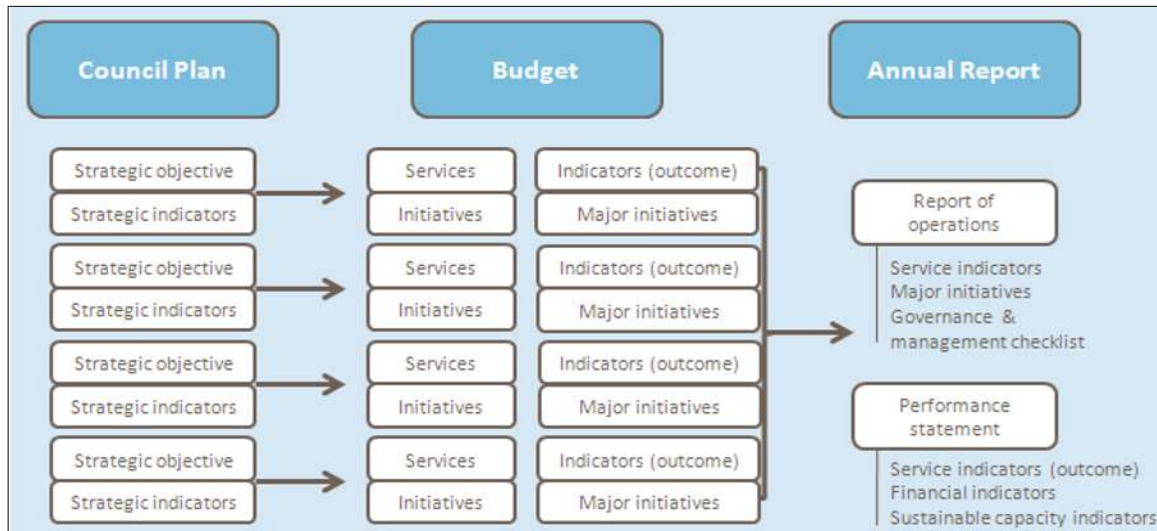 Council Plan
Budget
Annual Report
Strategic objective
Strategic indicators
Services
Initiatives
Indicators (outcome)
Major initiatives
Strategic objective
Strategic indicators
Services
Initiatives
Indicators (outcome)
Major initiatives
Strategic objective
Strategic indicators
Services
Initiatives
Indicators (outcome)
Major initiatives
Strategic objective
Strategic indicators
Services
Initiatives
Indicators (outcome)
Major initiatives
Report of
operations
Service indicators
Major initiatives
Governance &
management checklist
Performance
statement
Service indicators (outcome)
Financial indicators
Sustainable capacity indicators